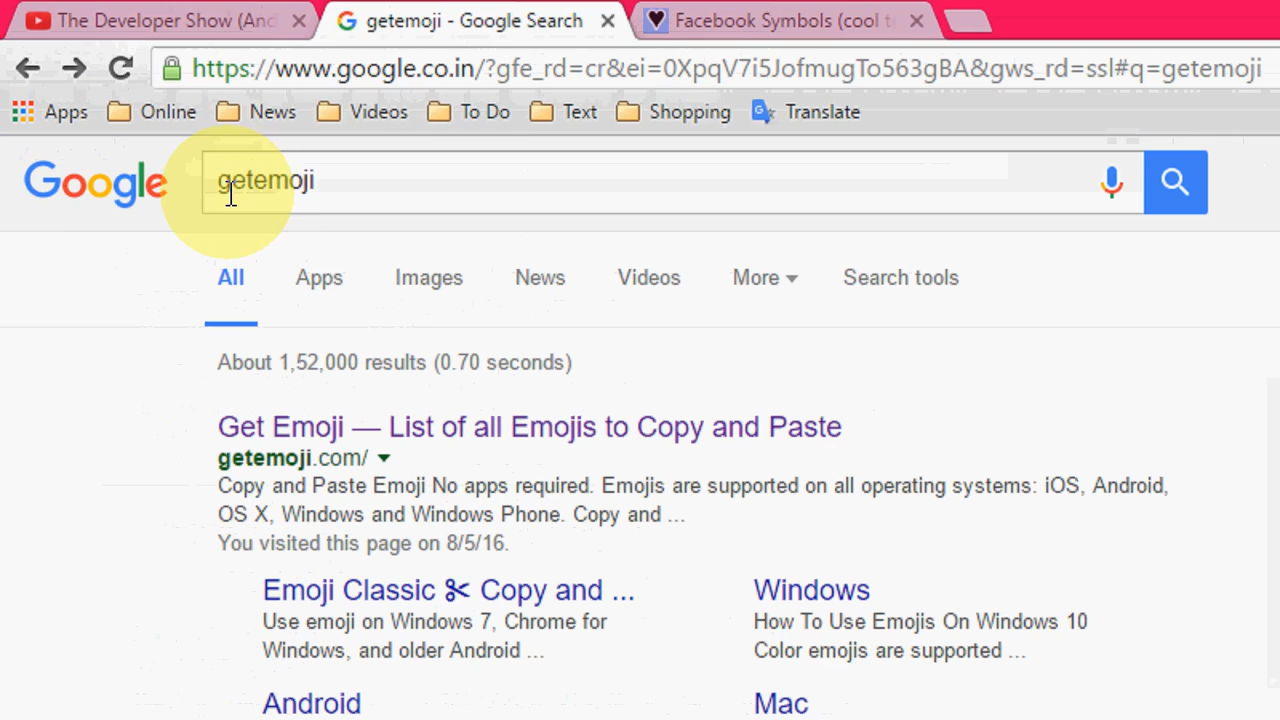 The Developer Show (And
getemoji - Google Search
Facebook Symbols (cool t
https://www.google.co.in/?gfe_rd=cr&ei=0XpqV7i5JofmugTo563gBA&gws_rd=ssl#q=getemoji
Apps Online News Videos To Do Text Shopping Translate
Google getemoji
All Apps Images News Videos More Search tools
About 1,52,000 results (0.70 seconds)
Get Emoji — List of all Emojis to Copy and Paste
getemoji.com/
Copy and Paste Emoji No apps required. Emojis are supported on all operating systems: iOS, Android,
OS X, Windows and Windows Phone. Copy and ...
You visited this page on 8/5/16.
Emoji Classic ✂ Copy and ...
Use emoji on Windows 7, Chrome for
Windows, and older Android ...
Windows
How To Use Emojis On Windows 10
Color emojis are supported ...
Android
Mac